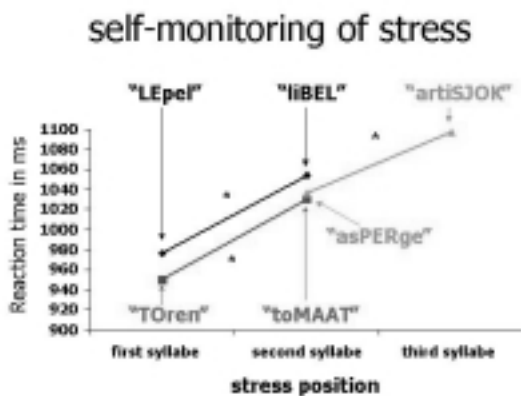 self-monitoring of stress
"LEpel" "liBEL" "artiSJOK"
Reaction time in ms
1100
1080
1060
1040
1020
1000
980
960
940
920
900
* * *
"asPERge"
"TOren" "toMAAT"
first syllabe second syllabe third syllabe
stress position